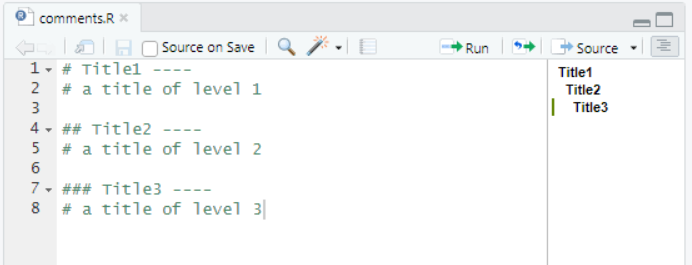 comments.R
Source on Save
Run
Source
1 # Title1 ----
2 # a title of level 1
3
4 ## Title2 ----
5 # a title of level 2
6
7 ### Title3 ----
8 # a title of level 3
Title1
Title2
Title3